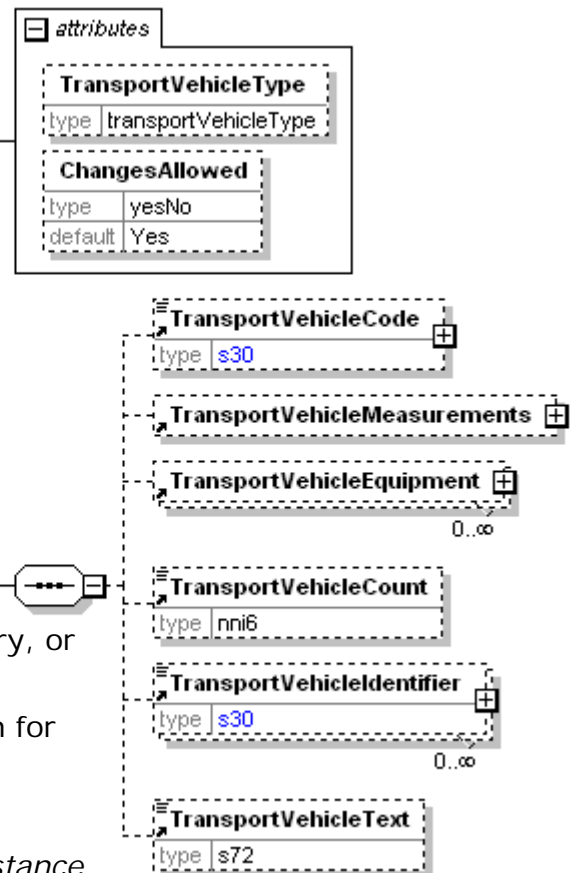 attributes
TransportVehicleType
type transportVehicleType
ChangesAllowed
type yesNo
default Yes
TransportVehicleCode
type s30
TransportVehicleMeasurements
TransportVehicleEquipment
0..∞
TransportVehicleCount
type nni6
ry, or
TransportVehicleIdentifier
type s30
n for
0..∞
TransportVehicleText
type s72
stance